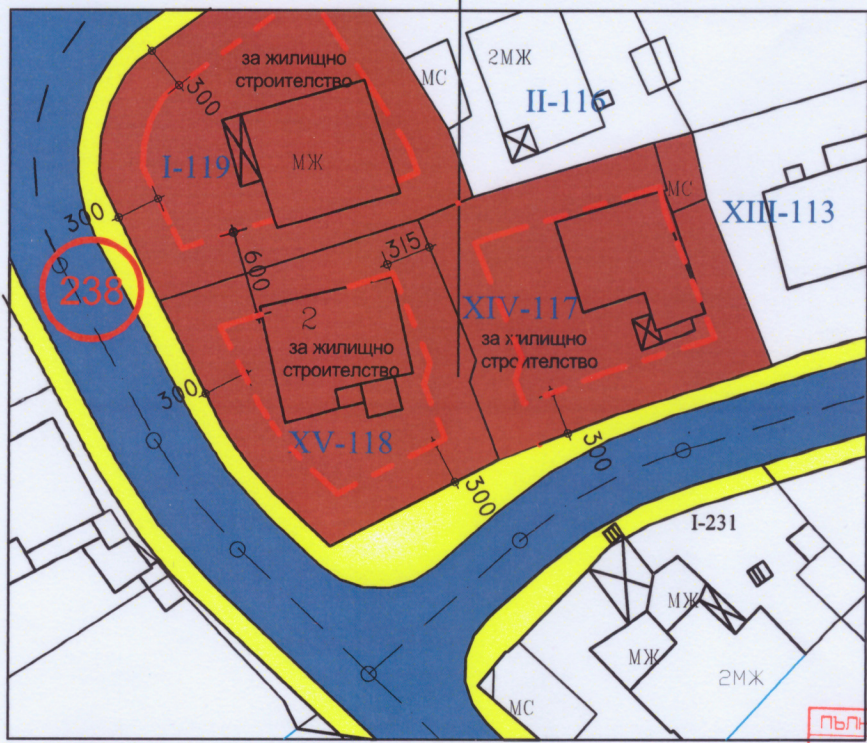 за жилищно
строителство
300
МС
2МЖ
II-116
I-119
МЖ
МС
300
XIII-113
600
315
238
XIV-117
2
за жилищно
строителство
за жилищно
строителство
300
XV-118
300
300
I-231
МЖ
МЖ
2МЖ
МС
ПЪЛН